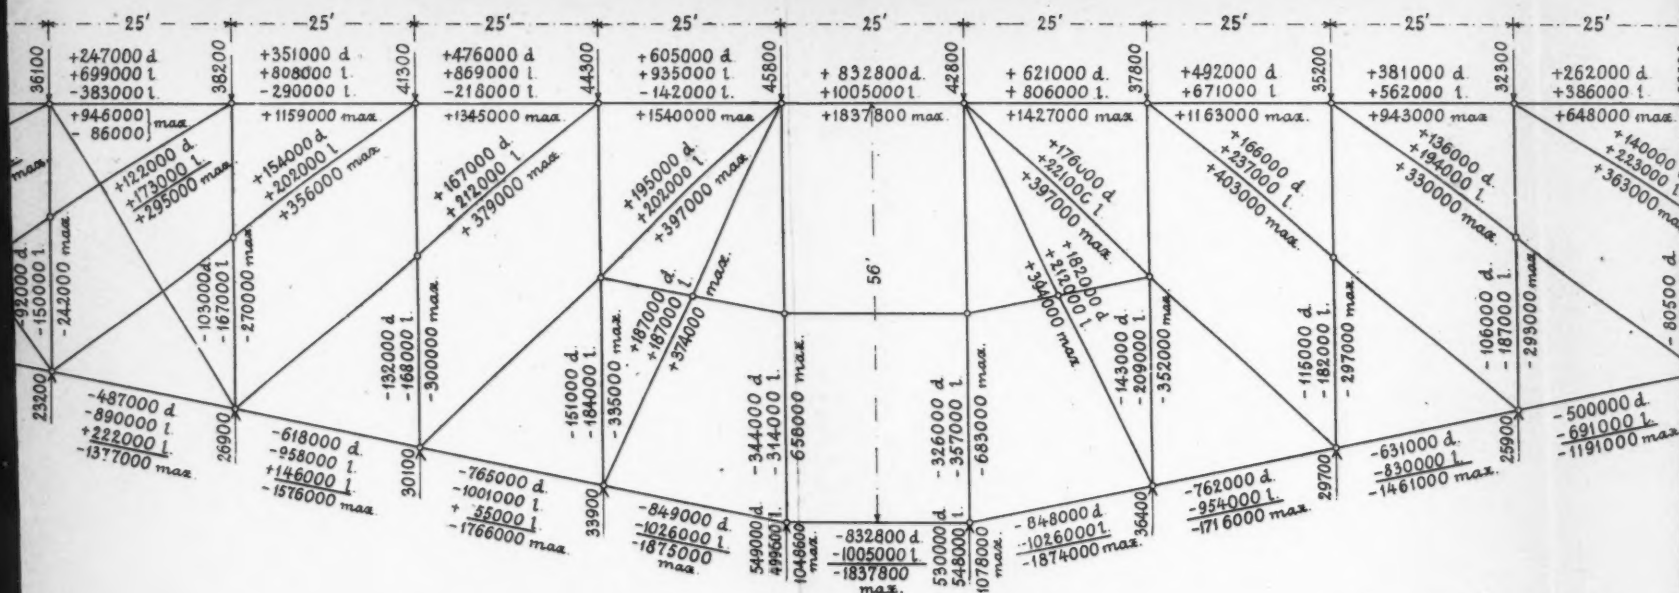 25'
25'
25'
25'
25'
25'
25'
25'
25'
36100
38200
41300
44300
45800
42800
37800
35200
32300
+247000 d
+699000 l.
-383000 l.
+946000
- 86000 } max
+351000 d.
+808000 l.
-290000 l.
+1159000 max
+476000 d
+869000 l.
-218000 l.
+1345000 max.
+605000 d
+935000 l.
-142000 l.
+1540000 max
+ 832800 d.
+1005000 l.
+1837800 max
+ 621000 d
+ 806000 l.
+1427000 max
+492000 d
+671000 l.
+1163000 max.
+381000 d
+562000 l.
+943000 max
+262000 d
+386000 l.
+648000 max
max.
+122000 d.
+173000 l.
+295000 max.
+154000 d
+202000 l
+356000 max
+167000 d
+212000 l
+379000 max
+195000 d
+202000 l
+397000 max
+187000 d.
+187000 l.
+374000 max.
56'
+176000 d
+221000 l.
+397000 max
+182000 d
+212000 l.
+394000 max
+166000 d
+237000 l.
+403000 max.
+136000 d.
+194000 l.
+330000 max.
+140000
+223000 l.
+363000 max
-92000 d
-150000 l.
-242000 max
-103000 d.
-167000 l
-270000 max.
-132000 d
-168000 l.
-300000 max
-151000 d.
-184000 l.
-335000 max.
-344000 d
-314000 l.
-658000 max.
-326000 d
-357000 l.
-683000 max
-143000 d
-209000 l.
-352000 max
-115000 d
-182000 l.
-297000 max
-106000 d
-187000 l.
-293000 max
-80500 d
23200
26900
30100
33900
549000 d.
499600 l.
1048600 max
530000 d
548000 l.
1078000 max
36400
29700
25900
-487000 d
-890000 l.
+222000 l.
-1377000 max
-618000 d.
-958000 l.
+146000 l.
-1576000 max.
-765000 d.
-1001000 l.
+ 55000 l
-1766000 max.
-849000 d
-1026000 l.
-1875000
max.
-832800 d.
-1005000 l.
-1837800
max.
- 848000 d
-1026000 l.
-1874000 max.
-762000 d
-954000 l.
-1716000 max.
-631000 d.
-830000 l.
-1461000 max.
-500000 d
-691000 l.
-1191000 max.